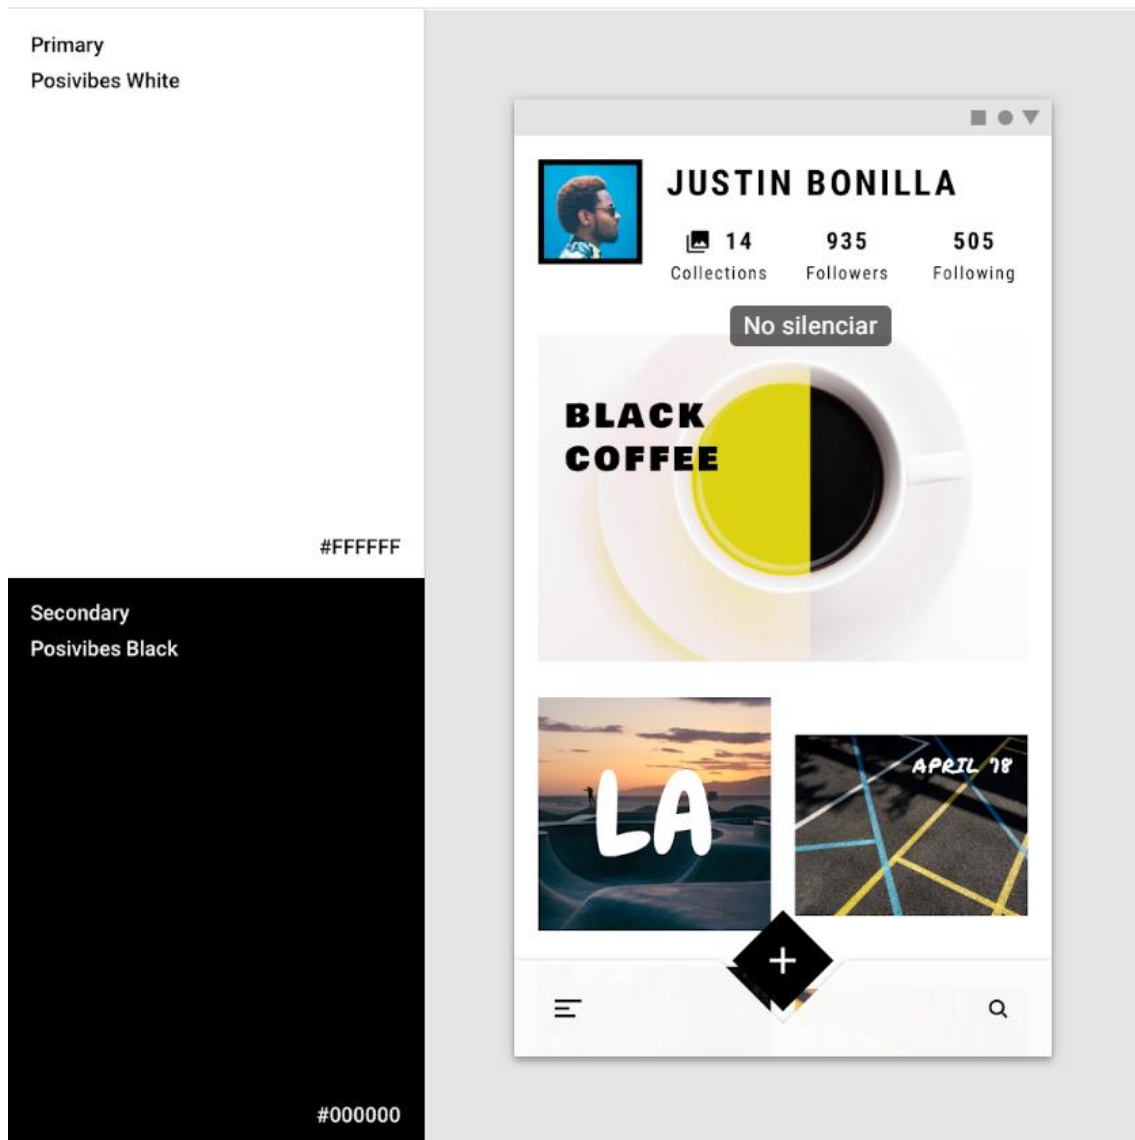 Primary
Posivibes White
#FFFFFF
Secondary
Posivibes Black
#000000
JUSTIN BONILLA
14
Collections
935
Followers
505
Following
No silenciar
BLACK
COFFEE
LA
APRIL '18